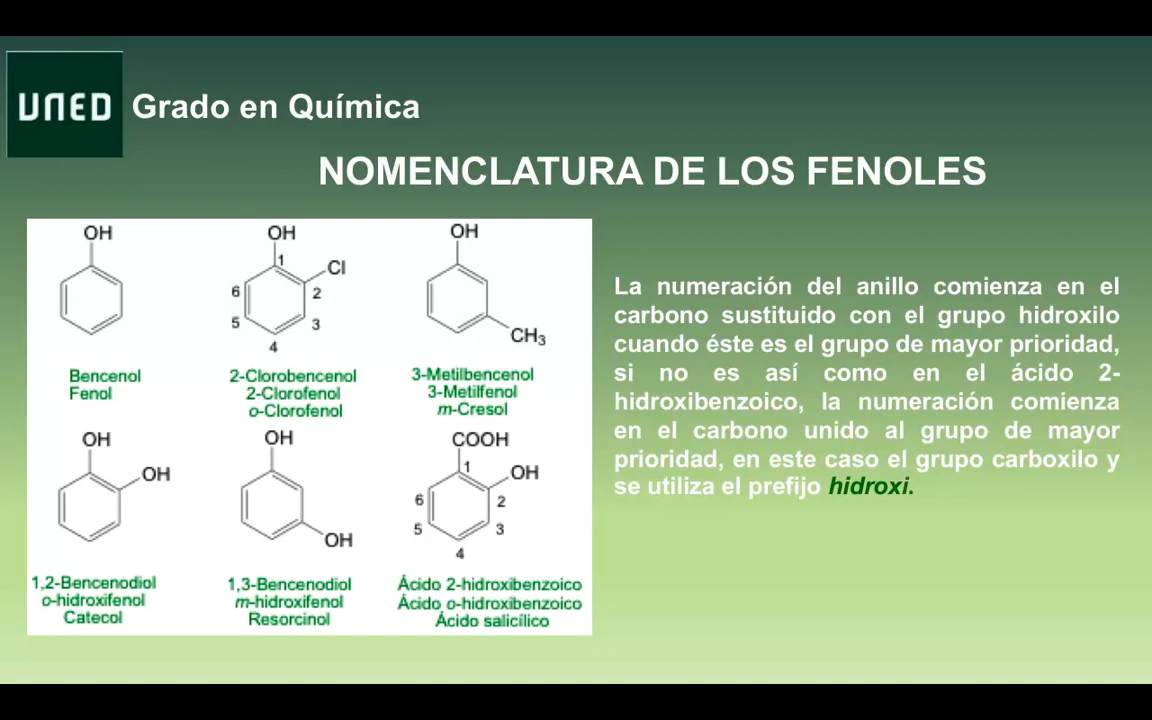 UNED
Grado en Química
NOMENCLATURA DE LOS FENOLES
OH
Bencenol
Fenol
OH
1
Cl
6
2
5
3
4
2-Clorobencenol
2-Clorofenol
o-Clorofenol
OH
CH3
3-Metilbencenol
3-Metilfenol
m-Cresol
OH
OH
1,2-Bencenodiol
o-hidroxifenol
Catecol
OH
OH
1,3-Bencenodiol
m-hidroxifenol
Resorcinol
COOH
1
OH
6
2
5
3
4
Ácido 2-hidroxibenzoico
Ácido o-hidroxibenzoico
Ácido salicílico
La numeración del anillo comienza en el
carbono sustituido con el grupo hidroxilo
cuando éste es el grupo de mayor prioridad,
si no es así como en el ácido 2-
hidroxibenzoico, la numeración comienza
en el carbono unido al grupo de mayor
prioridad, en este caso el grupo carboxilo y
se utiliza el prefijo hidroxi.